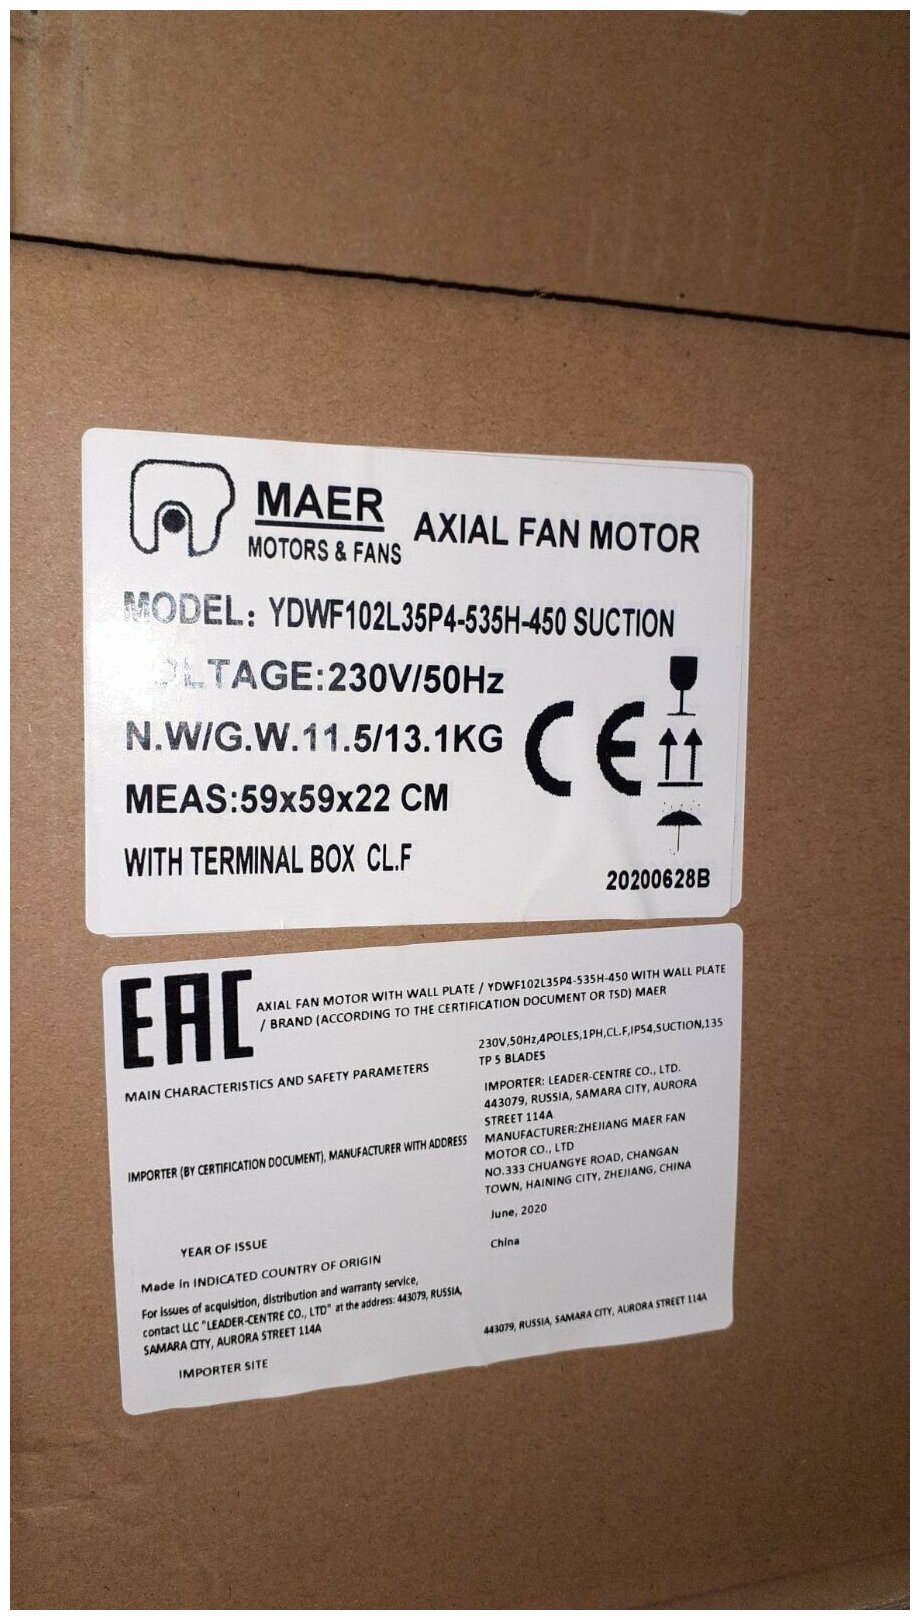 MAER
MOTORS & FANS
AXIAL FAN MOTOR
MODEL: YDWF102L35P4-535H-450 SUCTION
VOLTAGE:230V/50Hz
N.W/G.W.11.5/13.1KG
CE
MEAS:59x59x22 CM
WITH TERMINAL BOX CL.F
20200628B
EAC
AXIAL FAN MOTOR WITH WALL PLATE / YDWF102L35P4-535H-450 WITH WALL PLATE
/ BRAND (ACCORDING TO THE CERTIFICATION DOCUMENT OR TSD) MAER
MAIN CHARACTERISTICS AND SAFETY PARAMETERS
230V,50Hz,4POLES,1PH,CL.F,IP54,SUCTION,135
TP 5 BLADES
IMPORTER (BY CERTIFICATION DOCUMENT), MANUFACTURER WITH ADDRESS
IMPORTER: LEADER-CENTRE CO., LTD.
443079, RUSSIA, SAMARA CITY, AURORA
STREET 114A
MANUFACTURER:ZHEJIANG MAER FAN
MOTOR CO., LTD
NO.333 CHUANGYE ROAD, CHANGAN
TOWN, HAINING CITY, ZHEJIANG, CHINA
YEAR OF ISSUE
June, 2020
Made in INDICATED COUNTRY OF ORIGIN
China
For issues of acquisition, distribution and warranty service,
contact LLC "LEADER-CENTRE CO., LTD" at the address: 443079, RUSSIA,
SAMARA CITY, AURORA STREET 114A
443079, RUSSIA, SAMARA CITY, AURORA STREET 114A
IMPORTER SITE